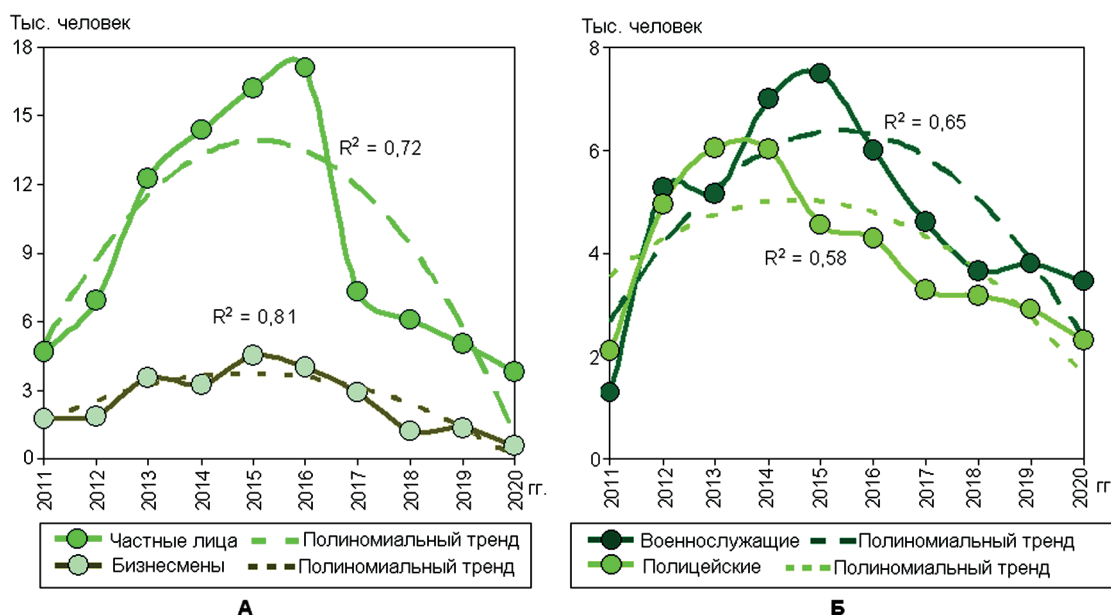 Тыс. человек
18
15
12
9
6
3
0
R² = 0,72
R² = 0,81
2011
2012
2013
2014
2015
2016
2017
2018
2019
2020
гг.
Частные лица
Полиномиальный тренд
Бизнесмены
Полиномиальный тренд
А
Тыс. человек
8
6
4
2
0
R² = 0,65
R² = 0,58
2011
2012
2013
2014
2015
2016
2017
2018
2019
2020
гг
Военнослужащие
Полиномиальный тренд
Полицейские
Полиномиальный тренд
Б